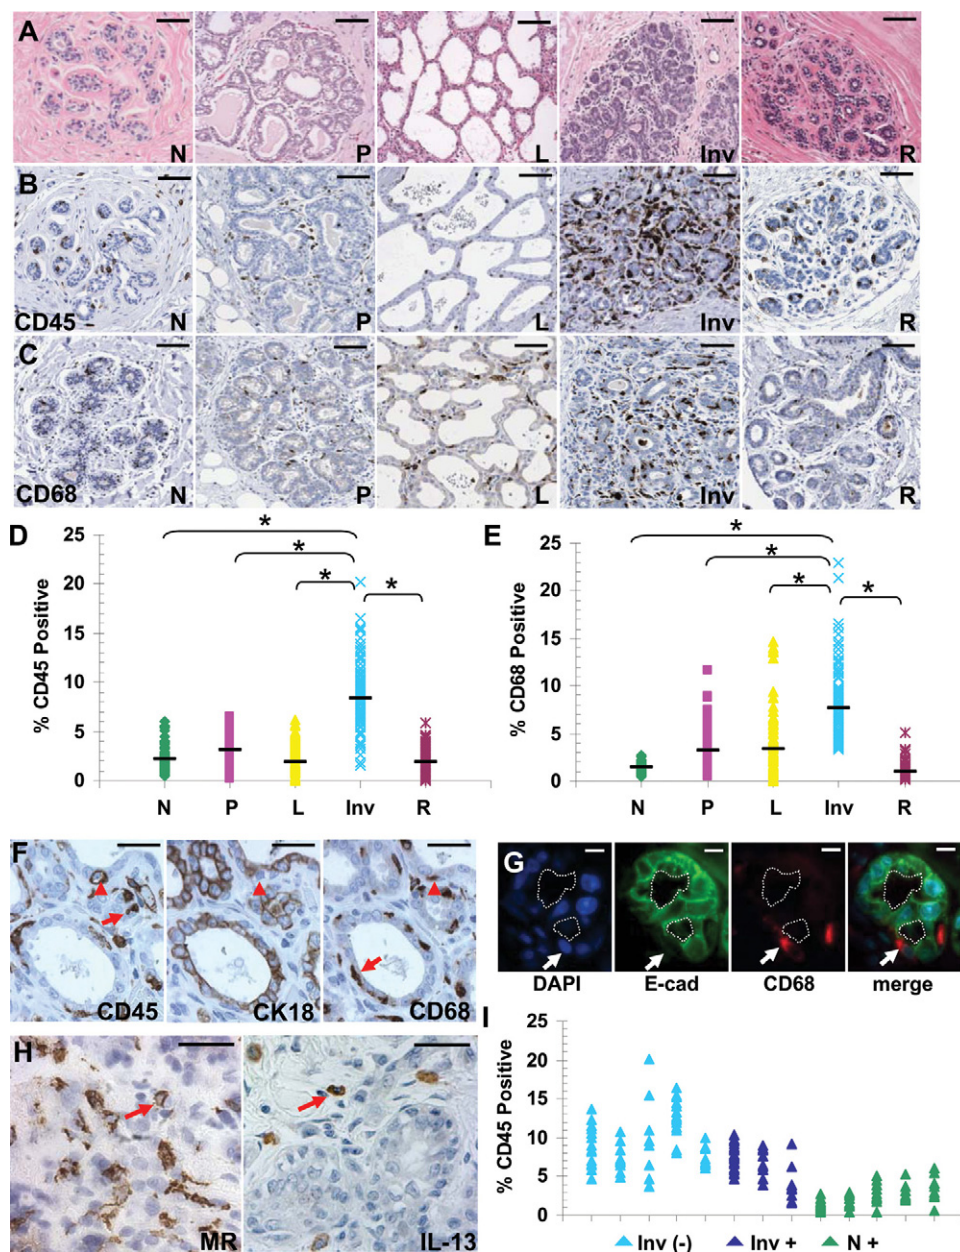 A
N
P
L
Inv
R
B
CD45
N
P
L
Inv
R
C
CD68
N
P
L
Inv
R
D
% CD45 Positive
25
20
15
10
5
0
* * * *
N P L Inv R
E
% CD68 Positive
25
20
15
10
5
0
* * * *
N P L Inv R
F
CD45
CK18
CD68
G
DAPI
E-cad
CD68
merge
H
MR
IL-13
I
% CD45 Positive
25
20
15
10
5
0
Inv (-) Inv + N +